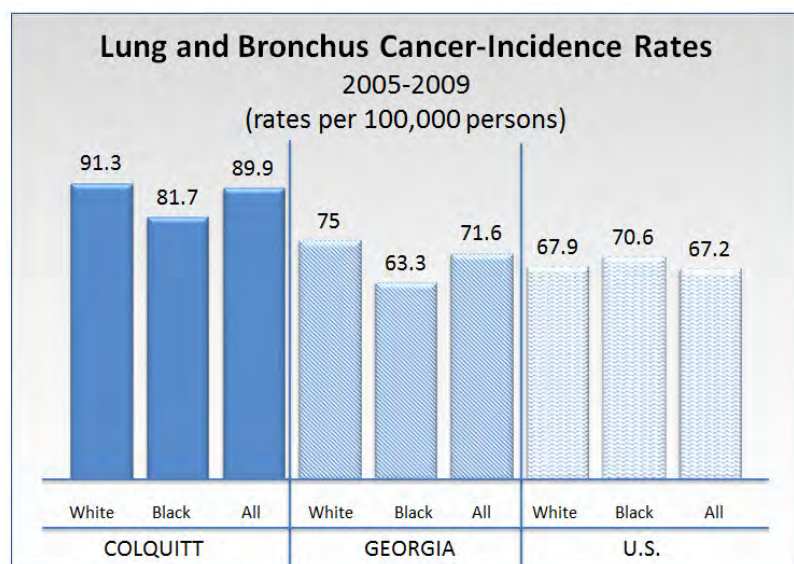 Lung and Bronchus Cancer-Incidence Rates
2005-2009
(rates per 100,000 persons)
91.3
81.7
89.9
75
63.3
71.6
67.9
70.6
67.2
White Black All White Black All White Black All
COLQUITT GEORGIA U.S.